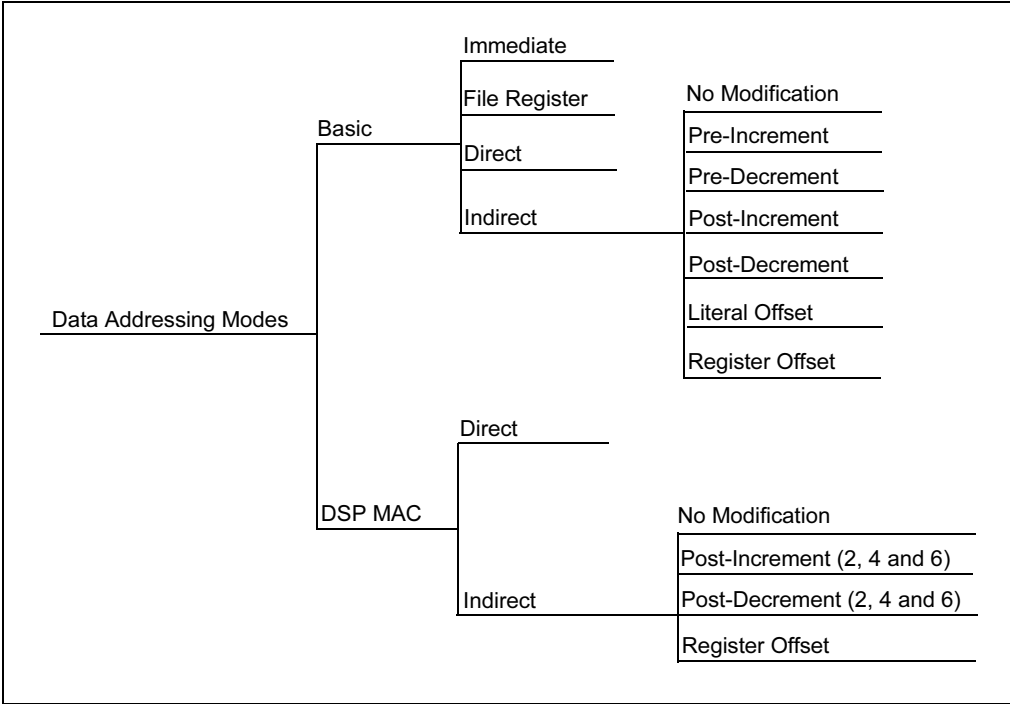 Data Addressing Modes
Basic
Immediate
File Register
Direct
Indirect
No Modification
Pre-Increment
Pre-Decrement
Post-Increment
Post-Decrement
Literal Offset
Register Offset
DSP MAC
Direct
Indirect
No Modification
Post-Increment (2, 4 and 6)
Post-Decrement (2, 4 and 6)
Register Offset